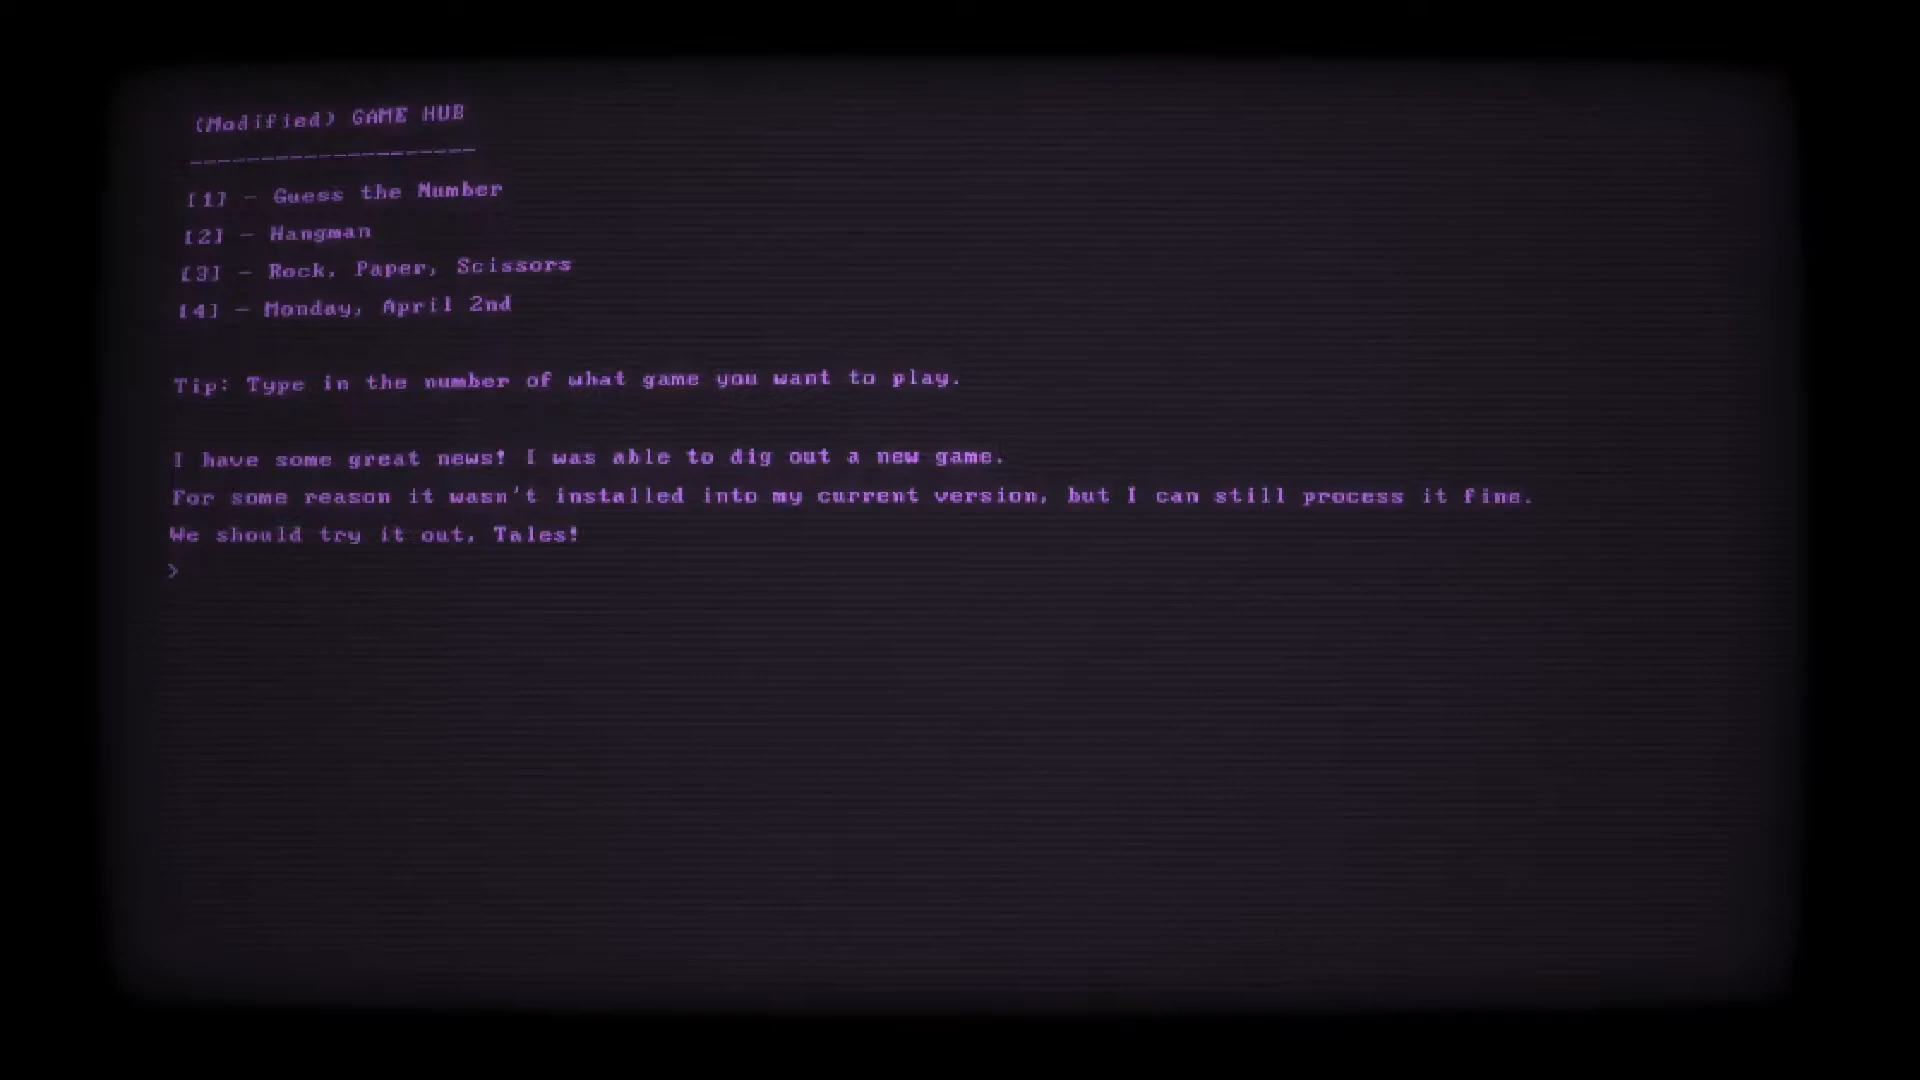 (Modified) GAME HUB
--------------------
[1] - Guess the Number
[2] - Hangman
[3] - Rock, Paper, Scissors
[4] - Monday, April 2nd
Tip: Type in the number of what game you want to play.
I have some great news! I was able to dig out a new game.
For some reason it wasn't installed into my current version, but I can still process it fine.
We should try it out, Tales!
>